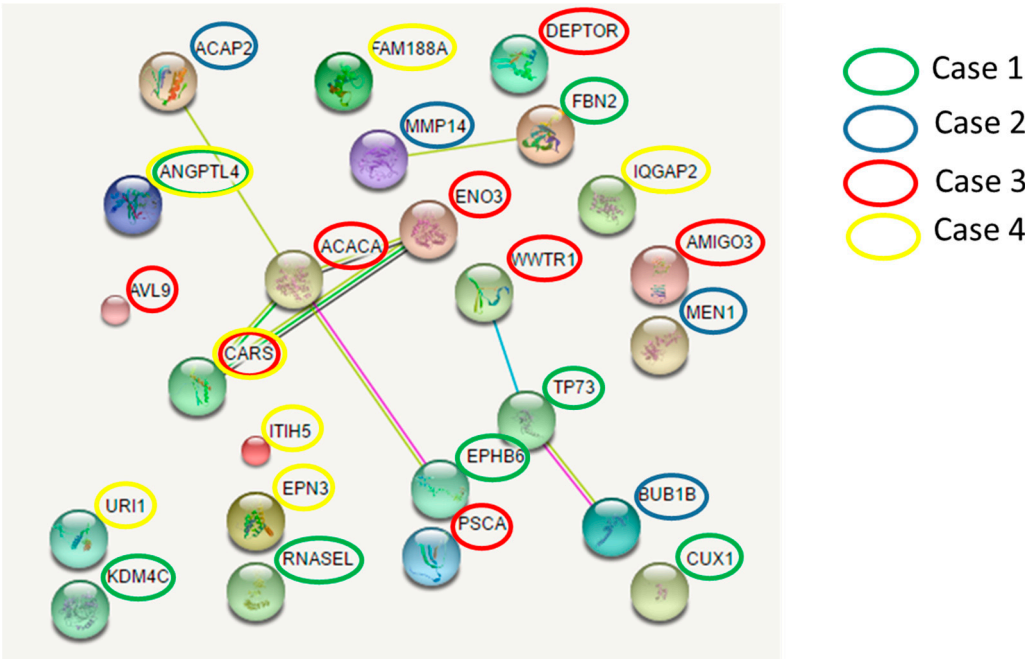 ACAP2
FAM188A
DEPTOR
FBN2
MMP14
ANGPTL4
IQGAP2
ENO3
ACACA
WWTR1
AMIGO3
AVL9
MEN1
CARS
TP73
ITIH5
EPHB6
EPN3
BUB1B
URI1
PSCA
RNASEL
CUX1
KDM4C
Case 1
Case 2
Case 3
Case 4